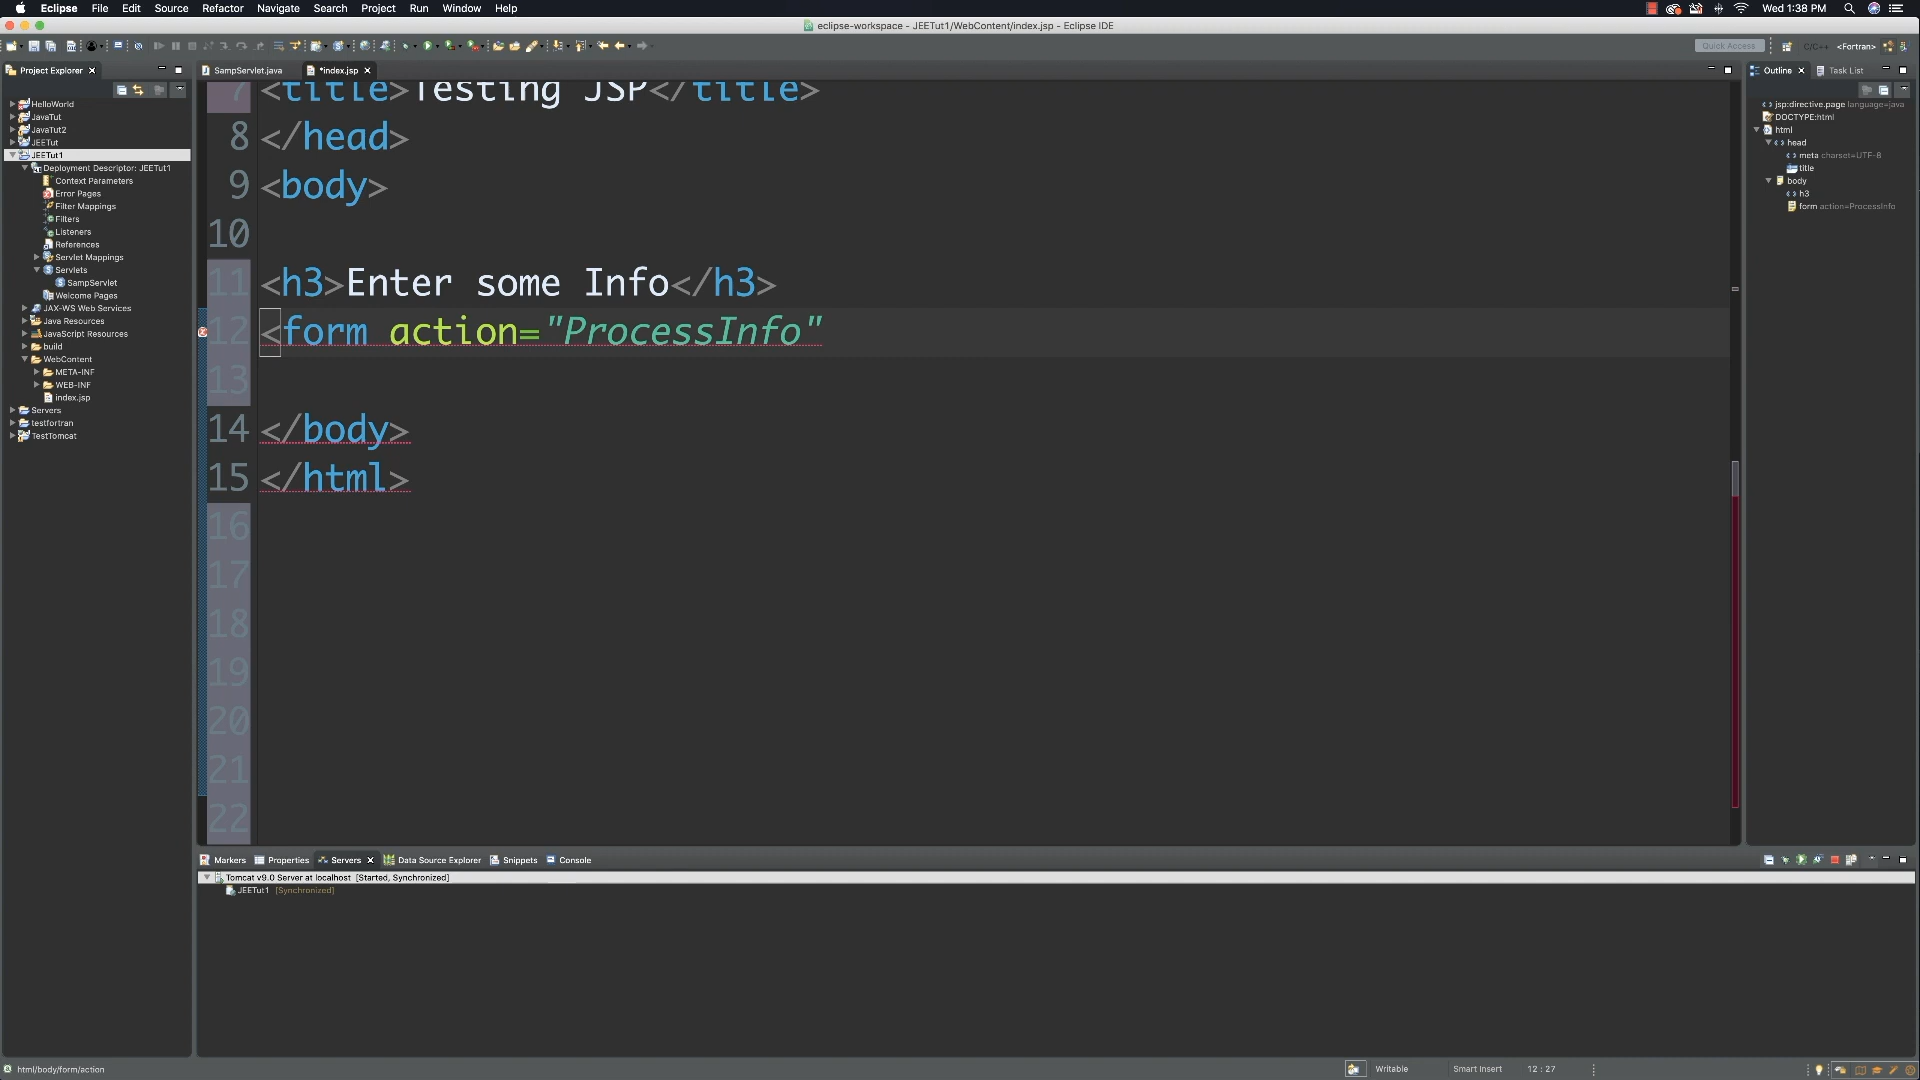 Eclipse File Edit Source Refactor Navigate Search Project Run Window Help Wed 1:38 PM
eclipse-workspace - JEETut1/WebContent/index.jsp - Eclipse IDE
Quick Access C/C++ <Fortran>
Project Explorer
HelloWorld
JavaTut
JavaTut2
JEETut
JEETut1
Deployment Descriptor: JEETut1
Context Parameters
Error Pages
Filter Mappings
Filters
Listeners
References
Servlet Mappings
Servlets
SampServlet
Welcome Pages
JAX-WS Web Services
Java Resources
JavaScript Resources
build
WebContent
META-INF
WEB-INF
index.jsp
Servers
testfortran
TestTomcat
SampServlet.java *index.jsp
7 <title>Testing JSP</title>
8 </head>
9 <body>
10
11 <h3>Enter some Info</h3>
12 <form action="ProcessInfo"
13
14 </body>
15 </html>
16
17
18
19
20
21
22
Outline Task List
jsp:directive.page language=java
DOCTYPE:html
html
head
meta charset=UTF-8
title
body
h3
form action=ProcessInfo
Markers Properties Servers Data Source Explorer Snippets Console
Tomcat v9.0 Server at localhost [Started, Synchronized]
JEETut1 [Synchronized]
html/body/form/action Writable Smart Insert 12 : 27